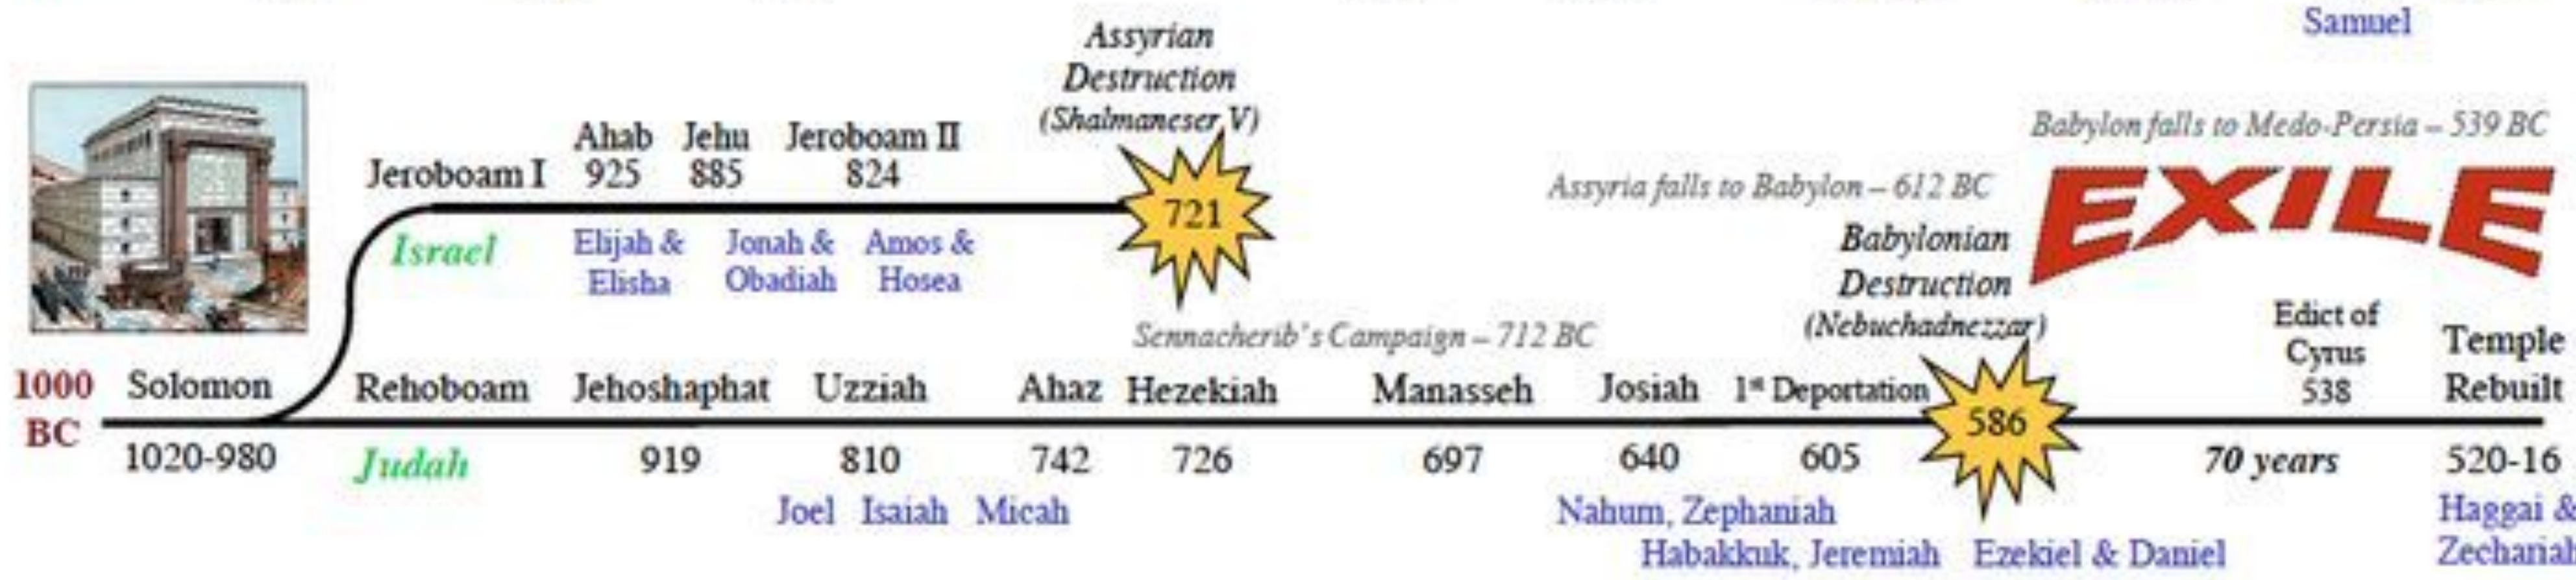 Samuel
Assyrian
Destruction
(Shalmaneser V)
Babylon falls to Medo-Persia – 539 BC
Ahab Jehu Jeroboam II
Jeroboam I 925 885 824
721
Assyria falls to Babylon – 612 BC
EXILE
Israel
Elijah & Jonah & Amos &
Elisha Obadiah Hosea
Babylonian
Destruction
(Nebuchadnezzar)
Sennacherib's Campaign – 712 BC
Edict of
Cyrus
538
Temple
Rebuilt
1000
BC
Solomon Rehoboam Jehoshaphat Uzziah Ahaz Hezekiah Manasseh Josiah 1st Deportation
586
1020-980 Judah 919 810 742 726 697 640 605 70 years 520-16
Joel Isaiah Micah
Nahum, Zephaniah
Habakkuk, Jeremiah Ezekiel & Daniel
Haggai &
Zechariah